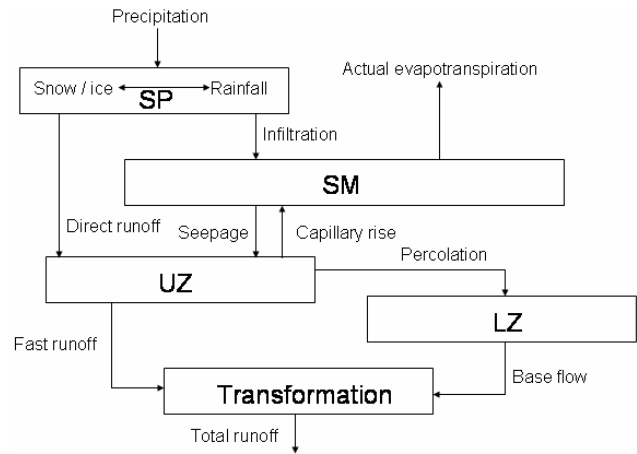 Precipitation
Actual evapotranspiration
Snow / ice Rainfall
SP
Infiltration
SM
Direct runoff
Seepage
Capillary rise
Percolation
UZ
LZ
Fast runoff
Base flow
Transformation
Total runoff